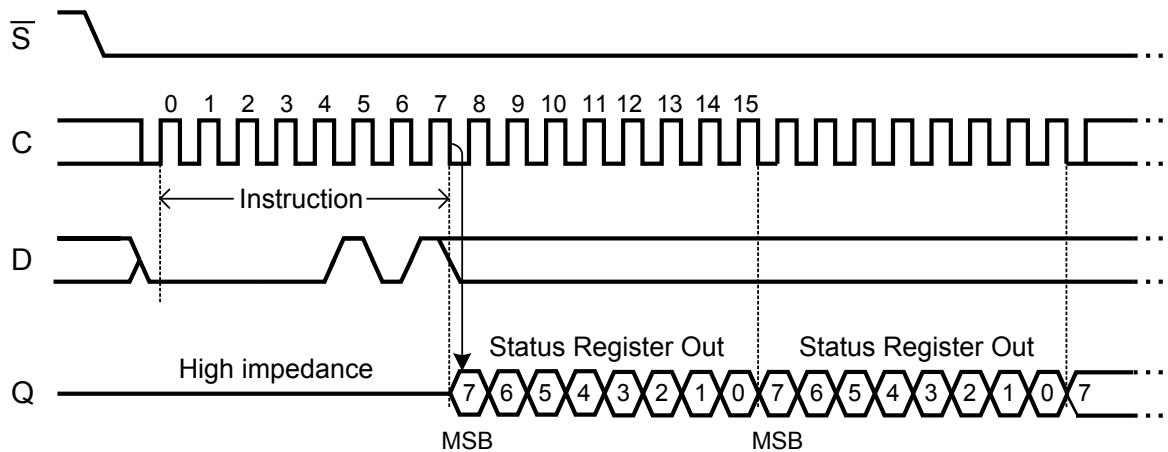 S
0 1 2 3 4 5 6 7 8 9 10 11 12 13 14 15
C
Instruction
D
Status Register Out Status Register Out
High impedance
Q 7 6 5 4 3 2 1 0 7 6 5 4 3 2 1 0 7
MSB MSB